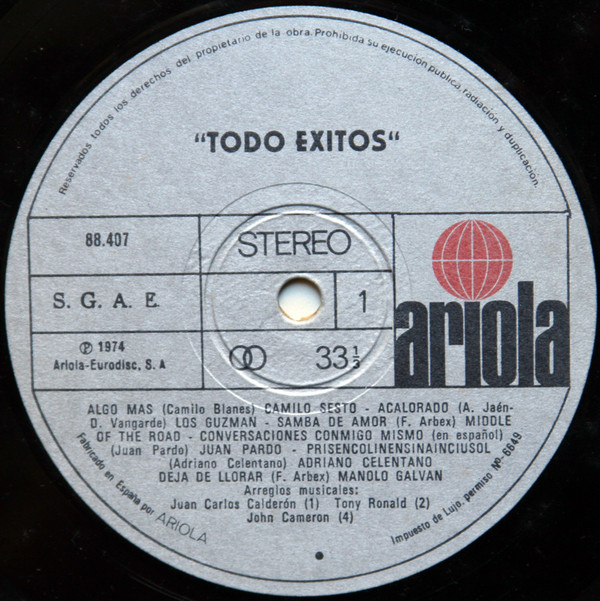 Reservados todos los derechos del propietario de la obra. Prohibida su ejecución pública, radiación y duplicación.
"TODO EXITOS"
88.407
STEREO
S. G. A. E.
1
ariola
℗ 1974
Ariola-Eurodisc, S. A
33 1/3
ALGO MAS (Camilo Blanes) CAMILO SESTO - ACALORADO (A. Jaén-
D. Vangarde) LOS GUZMAN - SAMBA DE AMOR (F. Arbex) MIDDLE
OF THE ROAD - CONVERSACIONES CONMIGO MISMO (en español)
(Juan Pardo) JUAN PARDO - PRISENCOLINENSINAINCIUSOL
(Adriano Celentano) ADRIANO CELENTANO
DEJA DE LLORAR (F. Arbex) MANOLO GALVAN
Arreglos musicales:
Juan Carlos Calderón (1) Tony Ronald (2)
John Cameron (4)
Fabricado en España por ARIOLA
Impuesto de Lujo, permiso Nº-6649